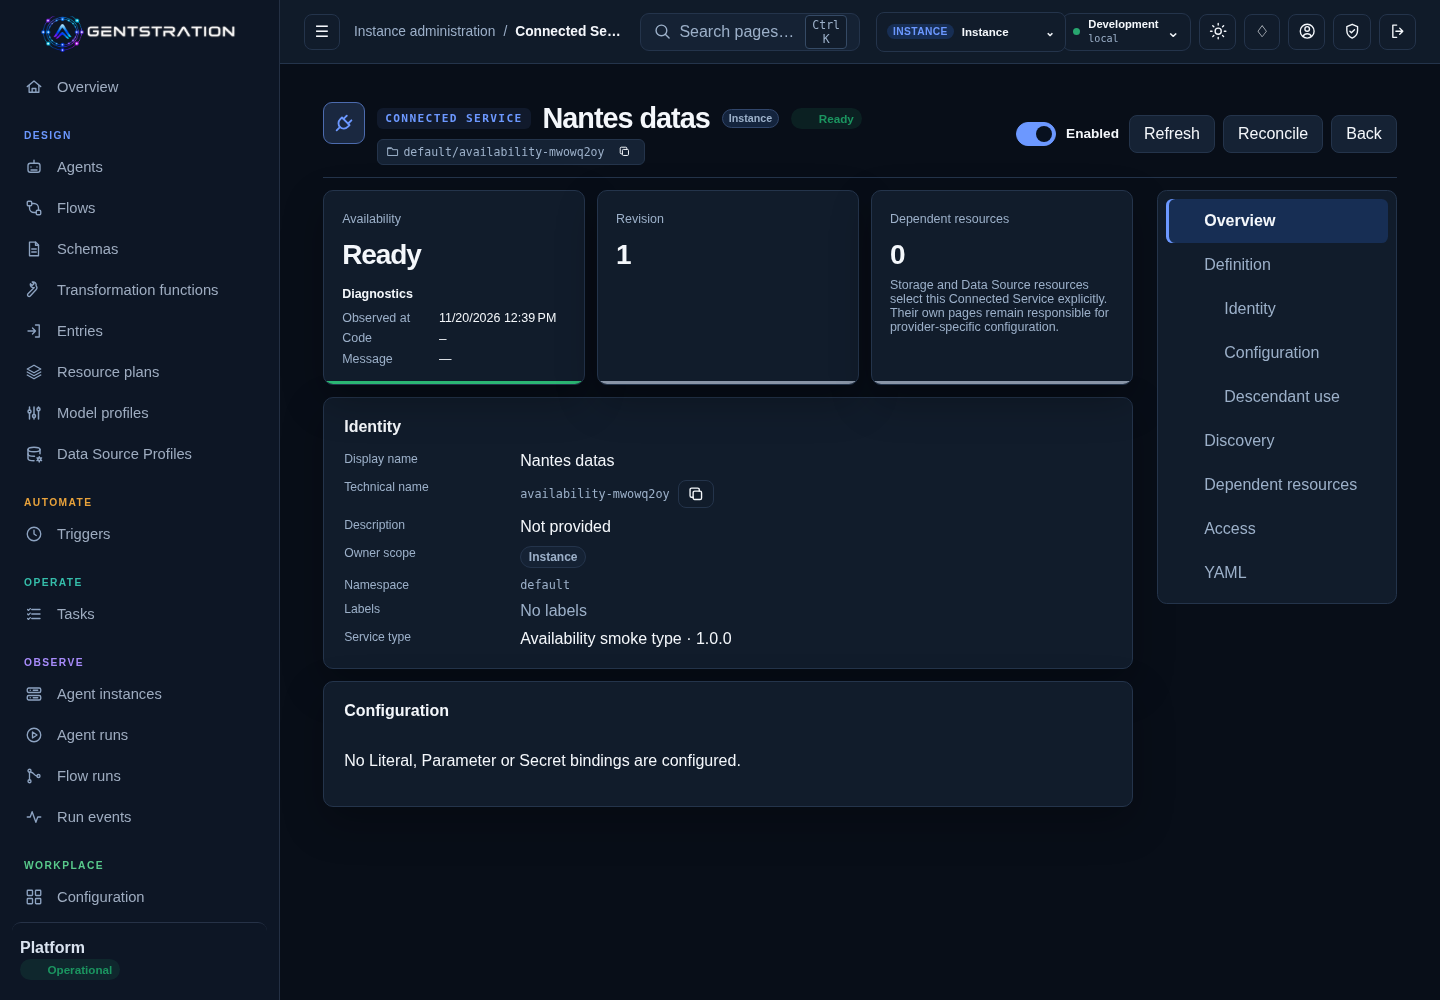 GENTSTRATION
Overview
DESIGN
Agents
Flows
Schemas
Transformation functions
Entries
Resource plans
Model profiles
Data Source Profiles
AUTOMATE
Triggers
OPERATE
Tasks
OBSERVE
Agent instances
Agent runs
Flow runs
Run events
WORKPLACE
Configuration
Platform
Operational
Instance administration / Connected Se...
Search pages...
Ctrl
K
INSTANCE Instance
Development
local
CONNECTED SERVICE Nantes datas Instance Ready
default/availability-mwowq2oy
Enabled Refresh Reconcile Back
Availability
Ready
Diagnostics
Observed at 11/20/2026 12:39 PM
Code –
Message —
Revision
1
Dependent resources
0
Storage and Data Source resources
select this Connected Service explicitly.
Their own pages remain responsible for
provider-specific configuration.
Identity
Display name Nantes datas
Technical name availability-mwowq2oy
Description Not provided
Owner scope Instance
Namespace default
Labels No labels
Service type Availability smoke type · 1.0.0
Configuration
No Literal, Parameter or Secret bindings are configured.
Overview
Definition
Identity
Configuration
Descendant use
Discovery
Dependent resources
Access
YAML